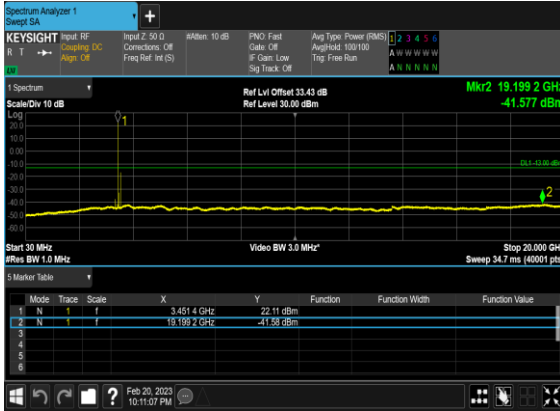 Spectrum Analyzer 1
Swept SA
+
KEYSIGHT Input: RF Input Z: 50 Ω #Atten: 10 dB PNO: Fast Avg Type: Power (RMS) 1 2 3 4 5 6
R T Coupling: DC Corrections: Off Gate: Off Avg|Hold: 100/100 A W W W W W
Align: Off Freq Ref: Int (S) IF Gain: Low Trig: Free Run
Sig Track: Off A N N N N N
1 Spectrum Ref Lvl Offset 33.43 dB Mkr2 19.199 2 GHz
Scale/Div 10 dB Ref Level 30.00 dBm -41.577 dBm
Log
20.0
10.0
0.00
-10.0
-20.0
-30.0
-40.0
-50.0
-60.0
1
DL1 -13.00 dBm
2
Start 30 MHz Video BW 3.0 MHz* Stop 20.000 GH
#Res BW 1.0 MHz Sweep 34.7 ms (40001 pts
5 Marker Table
Mode Trace Scale X Y Function Function Width Function Value
1 N 1 f 3.451 4 GHz 22.11 dBm
2 N 1 f 19.199 2 GHz -41.58 dBm
3
4
5
6
? Feb 20, 2023
10:11:07 PM